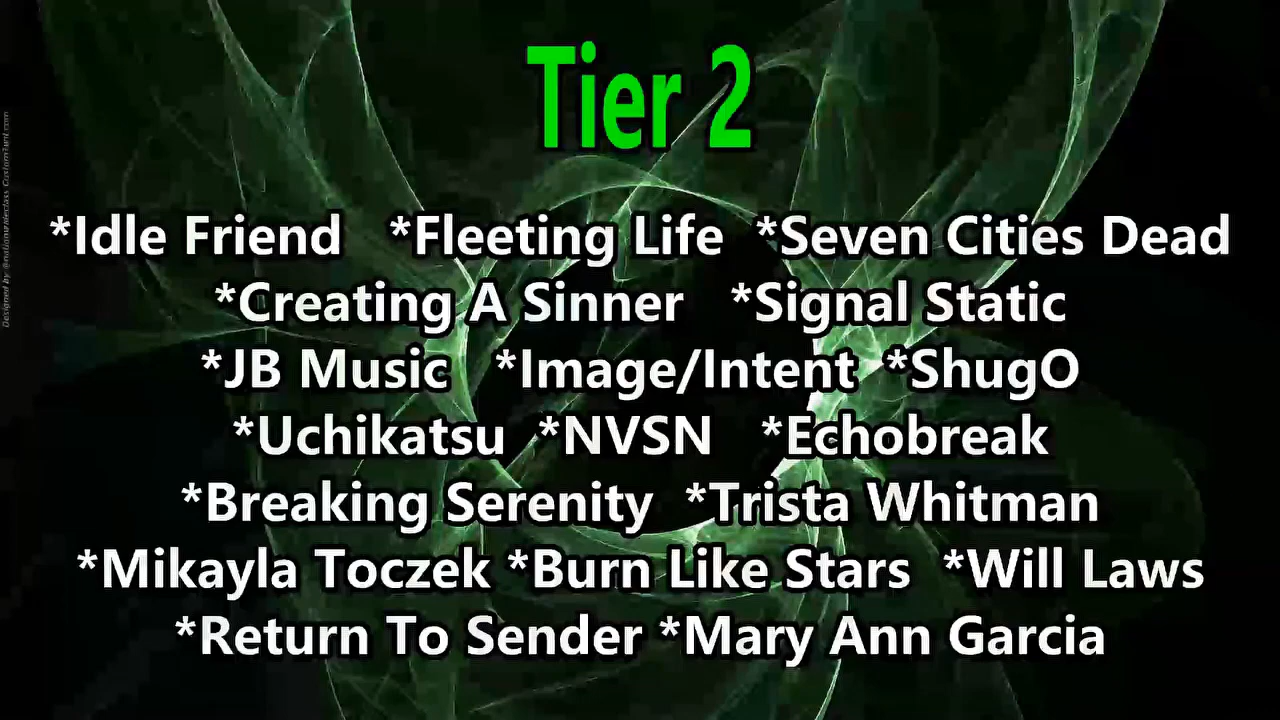 Tier 2
*Idle Friend *Fleeting Life *Seven Cities Dead
*Creating A Sinner *Signal Static
*JB Music *Image/Intent *ShugO
*Uchikatsu *NVSN *Echobreak
*Breaking Serenity *Trista Whitman
*Mikayla Toczek *Burn Like Stars *Will Laws
*Return To Sender *Mary Ann Garcia
Designed by